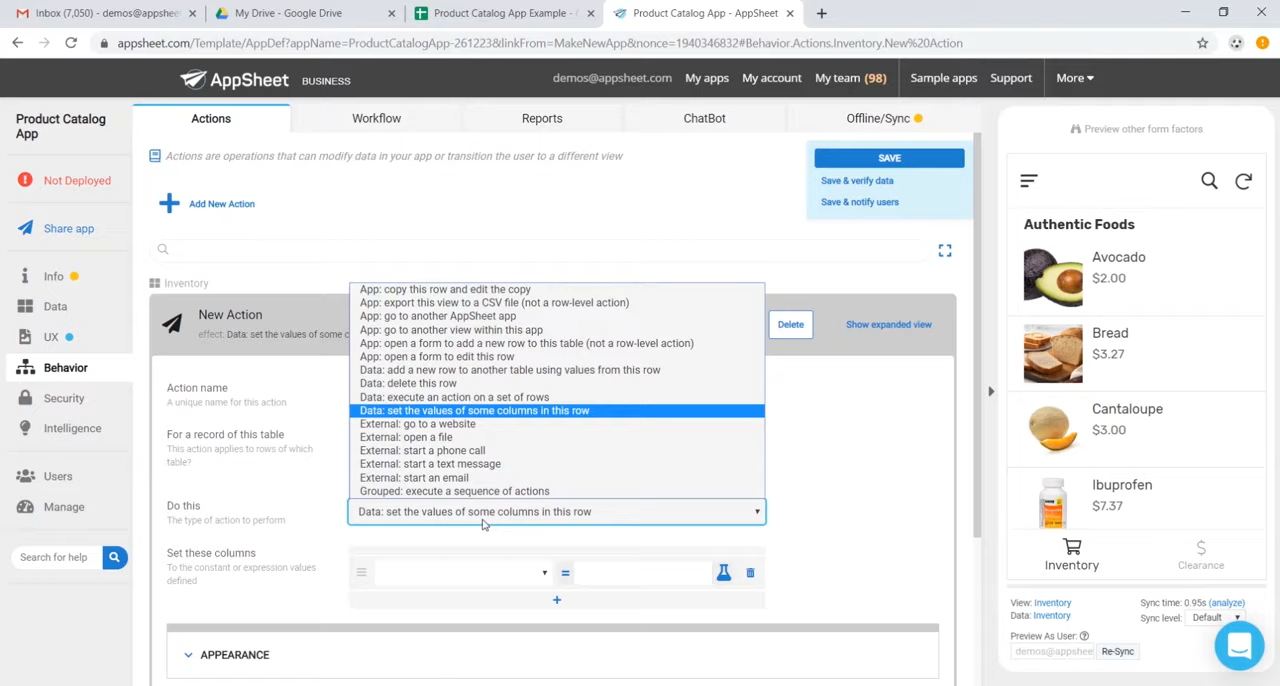 Inbox (7,050) - demos@appsheet
My Drive - Google Drive
Product Catalog App Example -
Product Catalog App - AppSheet
appsheet.com/Template/AppDef?appName=ProductCatalogApp-261223&linkFrom=MakeNewApp&nonce=1940346832#Behavior.Actions.Inventory.New%20Action
AppSheet BUSINESS
demos@appsheet.com
My apps
My account
My team (98)
Sample apps
Support
More
Product Catalog
App
Not Deployed
Share app
Info
Data
UX
Behavior
Security
Intelligence
Users
Manage
Search for help
Actions
Workflow
Reports
ChatBot
Offline/Sync
Actions are operations that can modify data in your app or transition the user to a different view
SAVE
Save & verify data
Save & notify users
Add New Action
Inventory
New Action
effect: Data: set the values of some c
Delete
Show expanded view
Action name
A unique name for this action
For a record of this table
This action applies to rows of which
table?
Do this
The type of action to perform
App: copy this row and edit the copy
App: export this view to a CSV file (not a row-level action)
App: go to another AppSheet app
App: go to another view within this app
App: open a form to add a new row to this table (not a row-level action)
App: open a form to edit this row
Data: add a new row to another table using values from this row
Data: delete this row
Data: execute an action on a set of rows
Data: set the values of some columns in this row
External: go to a website
External: open a file
External: start a phone call
External: start a text message
External: start an email
Grouped: execute a sequence of actions
Data: set the values of some columns in this row
Set these columns
To the constant or expression values
defined
=
+
APPEARANCE
Preview other form factors
Authentic Foods
Avocado
$2.00
Bread
$3.27
Cantaloupe
$3.00
Ibuprofen
$7.37
Inventory
Clearance
View: Inventory
Data: Inventory
Sync time: 0.95s (analyze)
Sync level: Default
Preview As User:
demos@appshee
Re-Sync